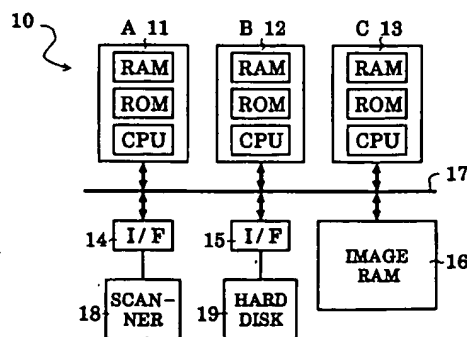 10
A 11 B 12 C 13
RAM RAM RAM
ROM ROM ROM
CPU CPU CPU
17
14 I/F 15 I/F IMAGE RAM 16
18 SCAN-NER 19 HARD DISK